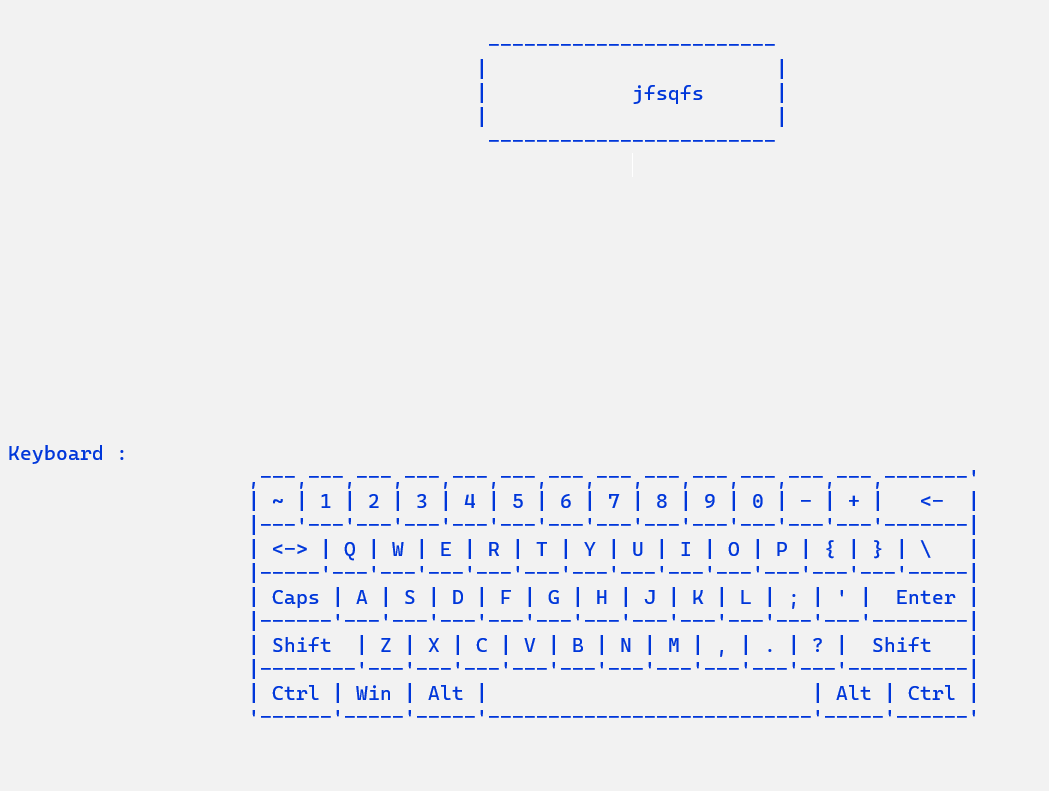 ------------------------
|                        |
|            jfsqfs      |
|                        |
------------------------
Keyboard :
,---,---,---,---,---,---,---,---,---,---,---,---,---,-------'
| ~ | 1 | 2 | 3 | 4 | 5 | 6 | 7 | 8 | 9 | 0 | - | + |   <-  |
|---'---'---'---'---'---'---'---'---'---'---'---'---'-------|
| <-> | Q | W | E | R | T | Y | U | I | O | P | { | } | \   |
|-----'---'---'---'---'---'---'---'---'---'---'---'---'-----|
| Caps | A | S | D | F | G | H | J | K | L | ; | ' |  Enter |
|------'---'---'---'---'---'---'---'---'---'---'---'--------|
| Shift  | Z | X | C | V | B | N | M | , | . | ? |  Shift   |
|--------'---'---'---'---'---'---'---'---'---'---'----------|
| Ctrl | Win | Alt |                           | Alt | Ctrl |
'------'-----'-----'---------------------------'-----'------'